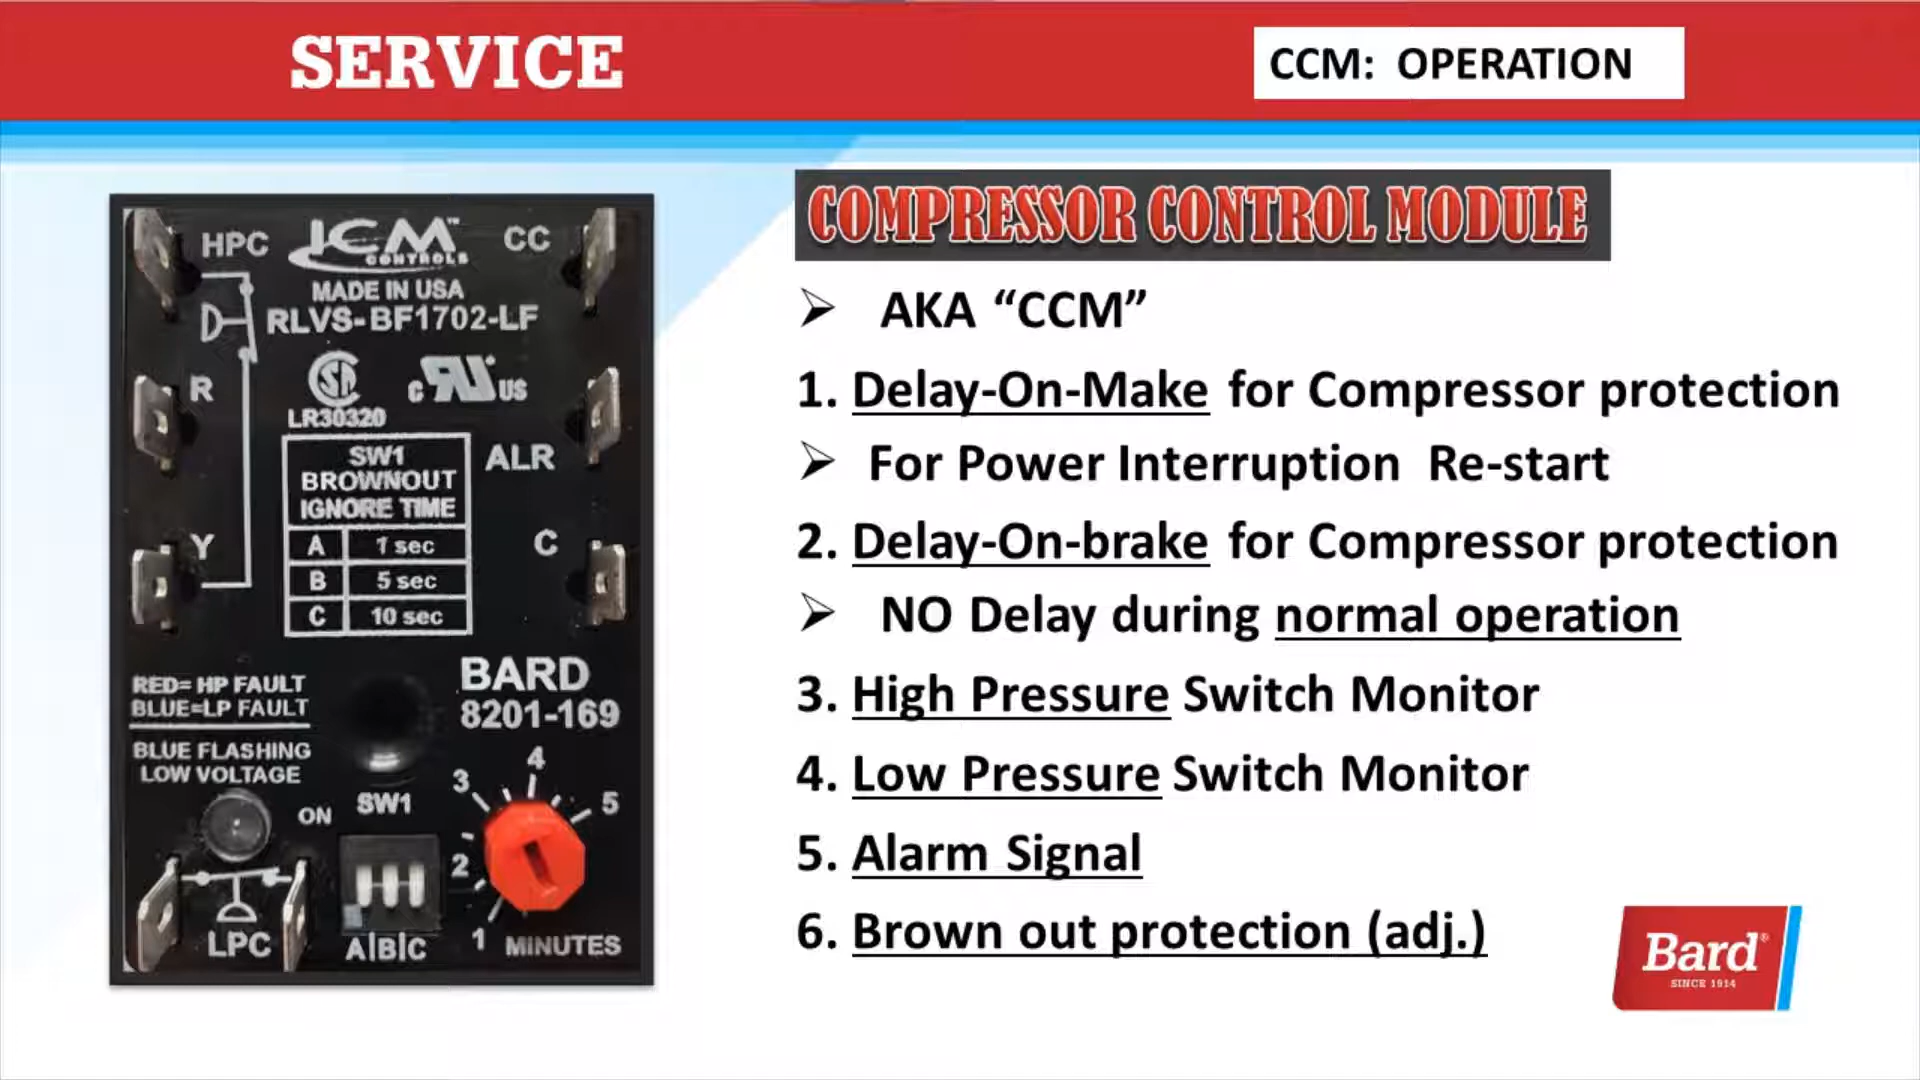 SERVICE
CCM: OPERATION
COMPRESSOR CONTROL MODULE
➢ AKA “CCM”
1. Delay-On-Make for Compressor protection
➢ For Power Interruption Re-start
2. Delay-On-brake for Compressor protection
➢ NO Delay during normal operation
3. High Pressure Switch Monitor
4. Low Pressure Switch Monitor
5. Alarm Signal
6. Brown out protection (adj.)
HPC
ICM™
CONTROLS
CC
MADE IN USA
RLVS-BF1702-LF
R
LR30320
C UR US
SW1
BROWNOUT
IGNORE TIME
ALR
A 1 sec
B 5 sec
C 10 sec
Y
C
RED= HP FAULT
BLUE=LP FAULT
BLUE FLASHING
LOW VOLTAGE
BARD
8201-169
ON
SW1
1 2 3 4 5
LPC
A|B|C
MINUTES
Bard®
SINCE 1914